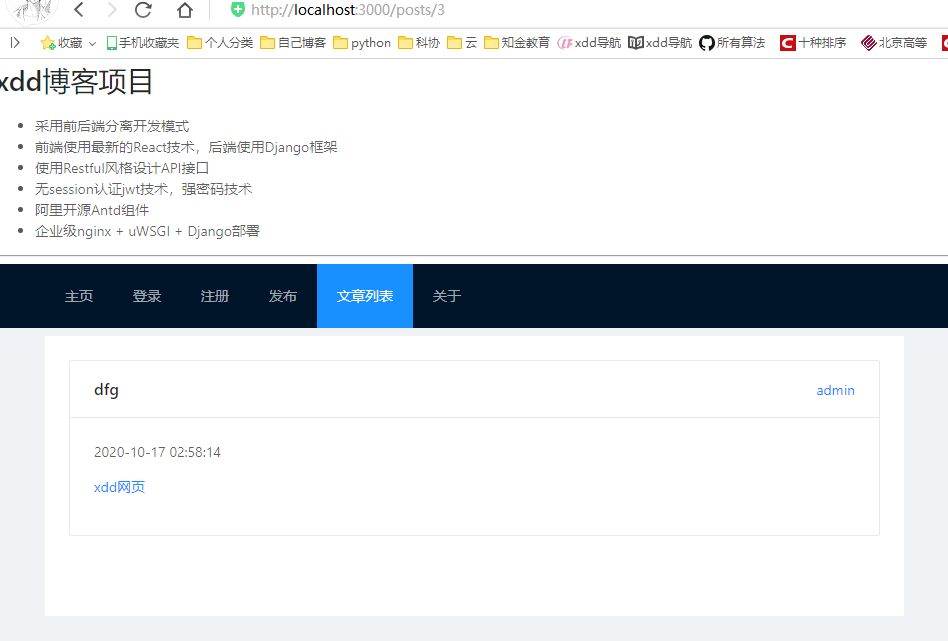 http://localhost:3000/posts/3
收藏 手机收藏夹 个人分类 自己博客 python 科协 云 知金教育 xdd导航 xdd导航 所有算法 十种排序 北京高等
xdd博客项目
采用前后端分离开发模式
前端使用最新的React技术，后端使用Django框架
使用Restful风格设计API接口
无session认证jwt技术，强密码技术
阿里开源Antd组件
企业级nginx + uWSGI + Django部署
主页 登录 注册 发布 文章列表 关于
dfg admin
2020-10-17 02:58:14
xdd网页